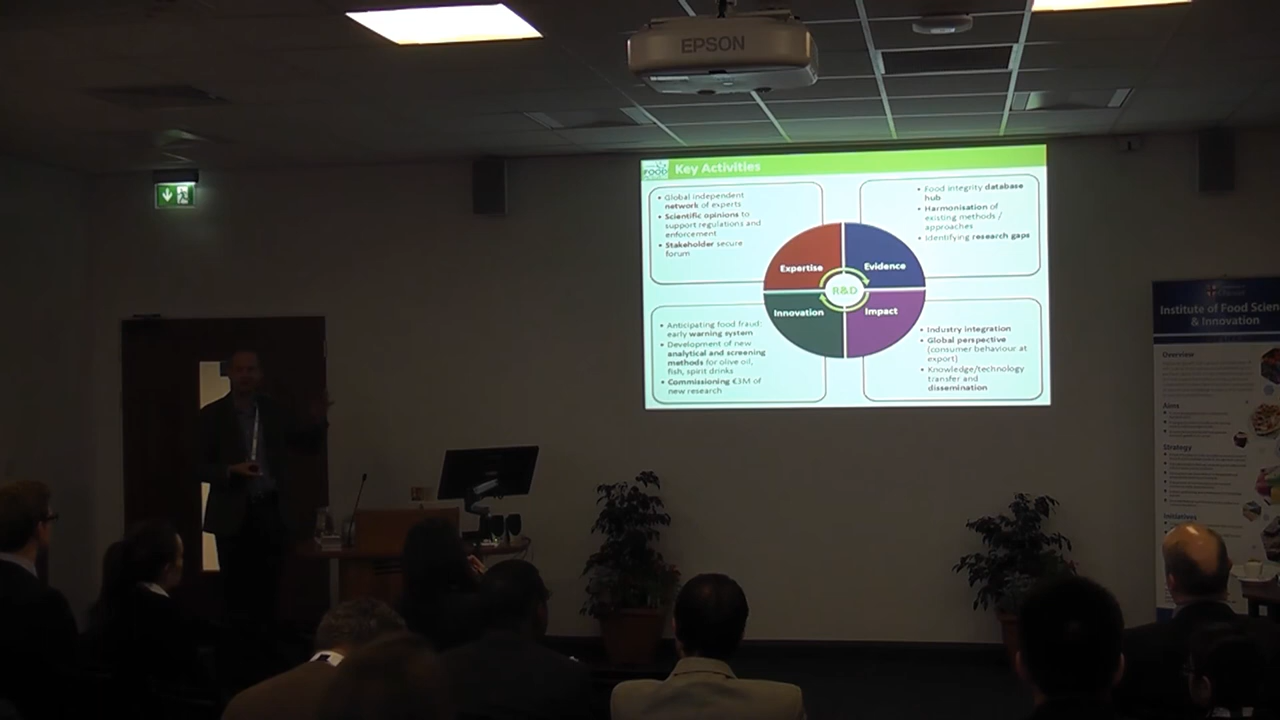 EPSON
FOOD
Key Activities
• Global independent
network of experts
• Scientific opinions to
support regulations and
enforcement
• Stakeholder secure
forum
• Food integrity database
hub
• Harmonisation of
existing methods /
approaches
• Identifying research gaps
Expertise
Evidence
R&D
Innovation
Impact
• Anticipating food fraud:
early warning system
• Development of new
analytical and screening
methods for olive oil,
fish, spirit drinks
• Commissioning €3M of
new research
• Industry integration
• Global perspective
(consumer behaviour at
export)
• Knowledge/technology
transfer and
dissemination
Institute of Food Scien
& Innovation
Overview
Aims
Strategy
Initiatives